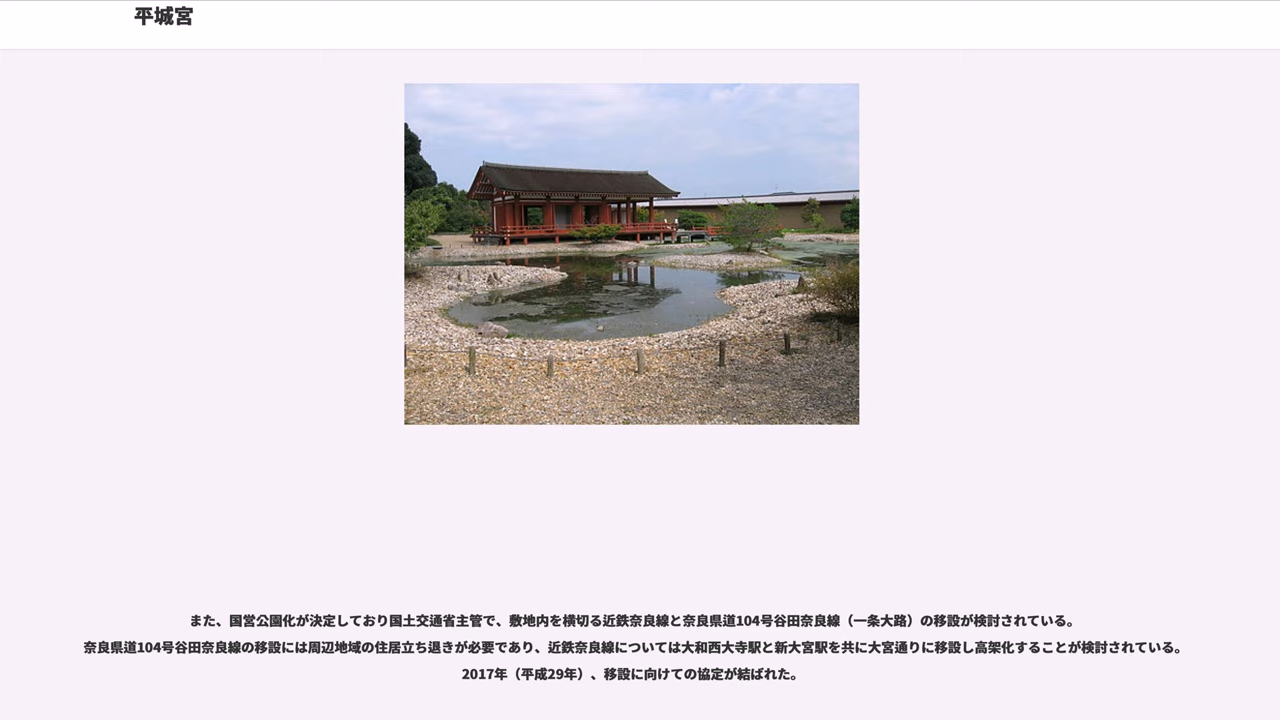 平城宮
また、国営公園化が決定しており国土交通省主管で、敷地内を横切る近鉄奈良線と奈良県道104号谷田奈良線（一条大路）の移設が検討されている。
奈良県道104号谷田奈良線の移設には周辺地域の住居立ち退きが必要であり、近鉄奈良線については大和西大寺駅と新大宮駅を共に大宮通りに移設し高架化することが検討されている。
2017年（平成29年）、移設に向けての協定が結ばれた。